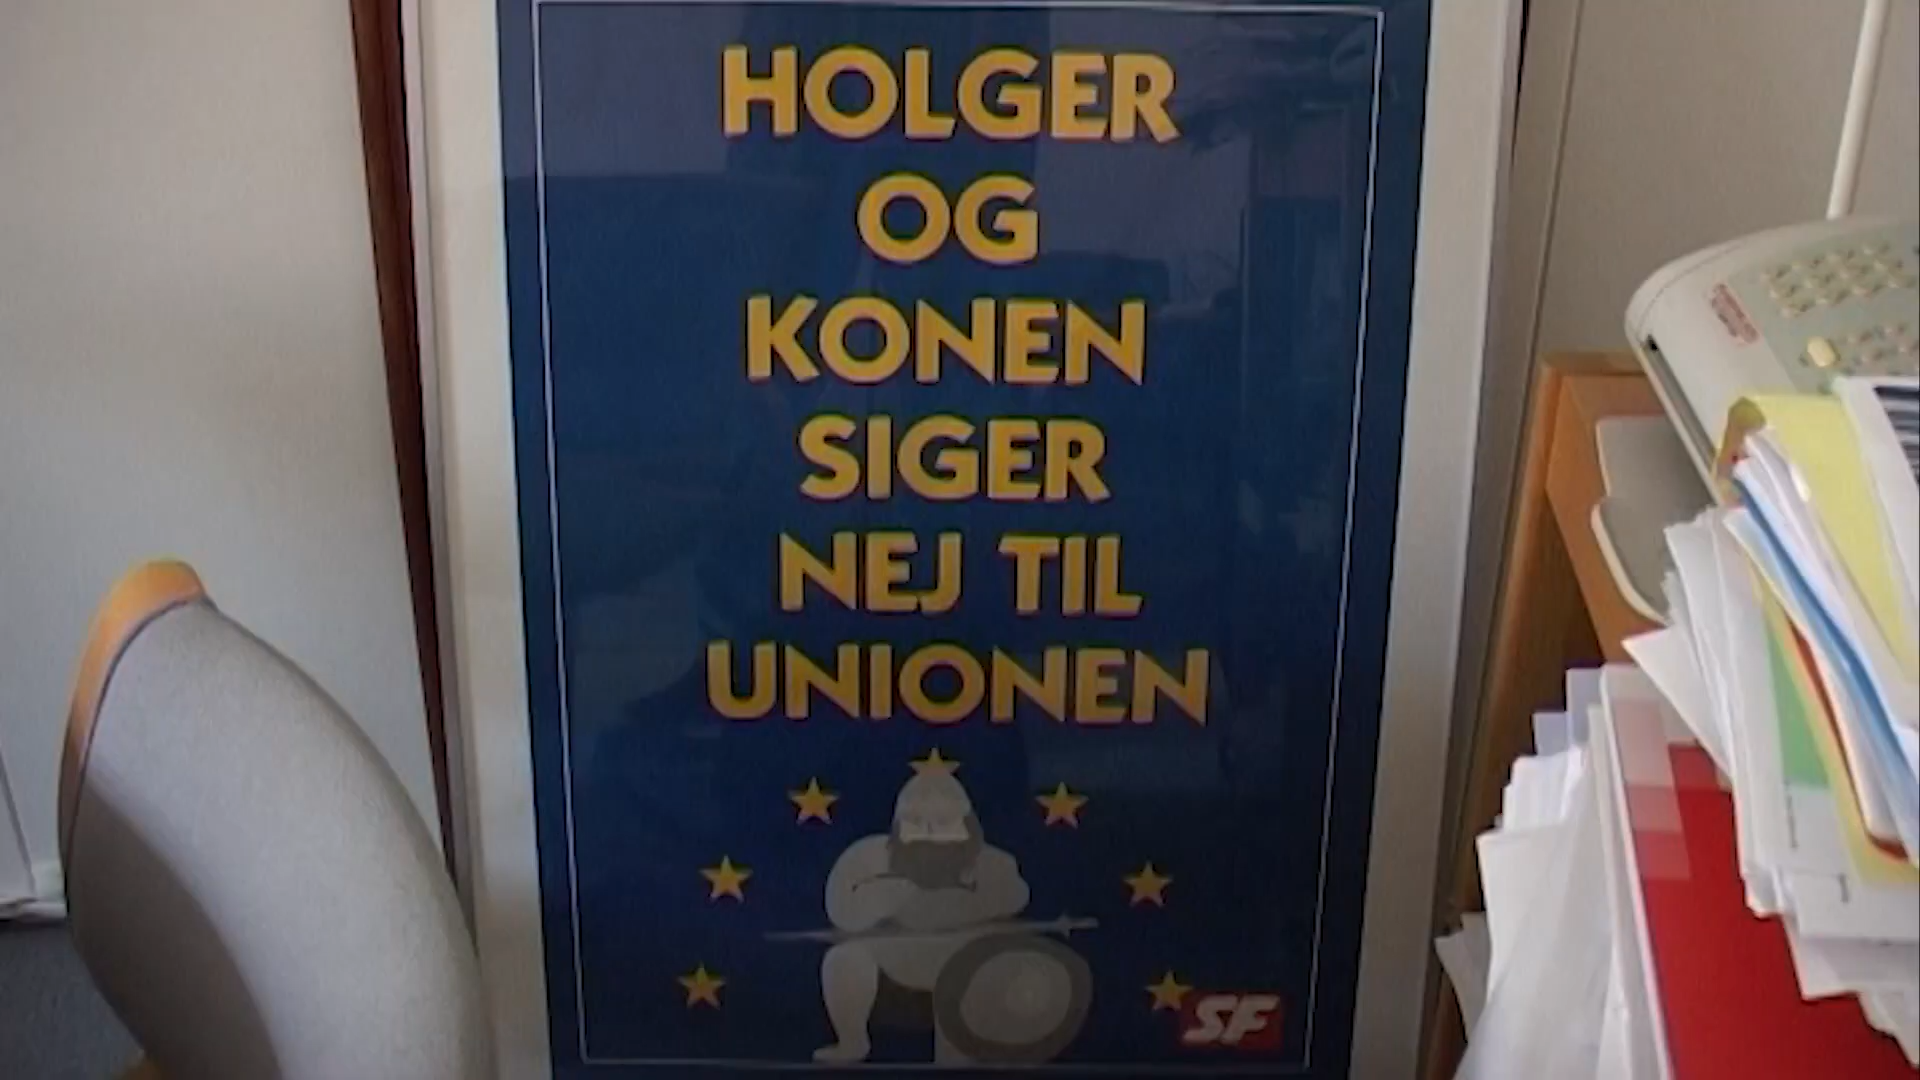 HOLGER
OG
KONEN
SIGER
NEJ TIL
UNIONEN
SF